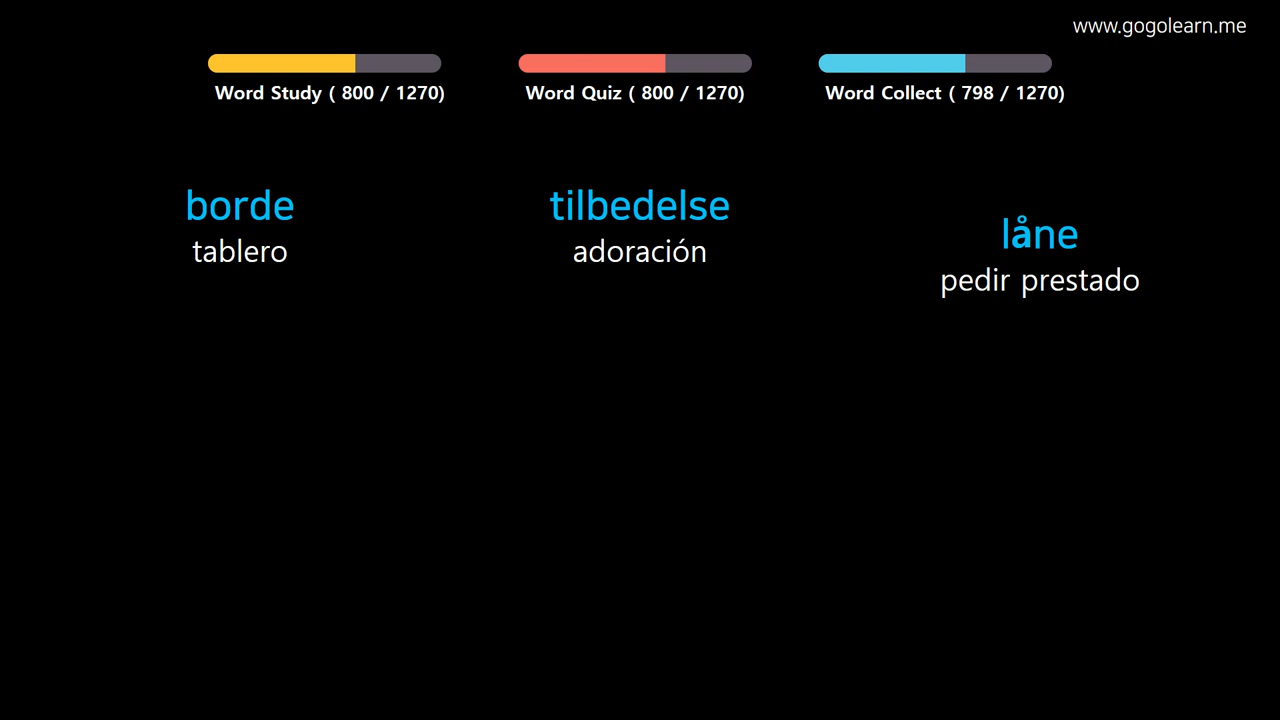 www.gogolearn.me
Word Study ( 800 / 1270)
Word Quiz ( 800 / 1270)
Word Collect ( 798 / 1270)
borde
tablero
tilbedelse
adoración
låne
pedir prestado